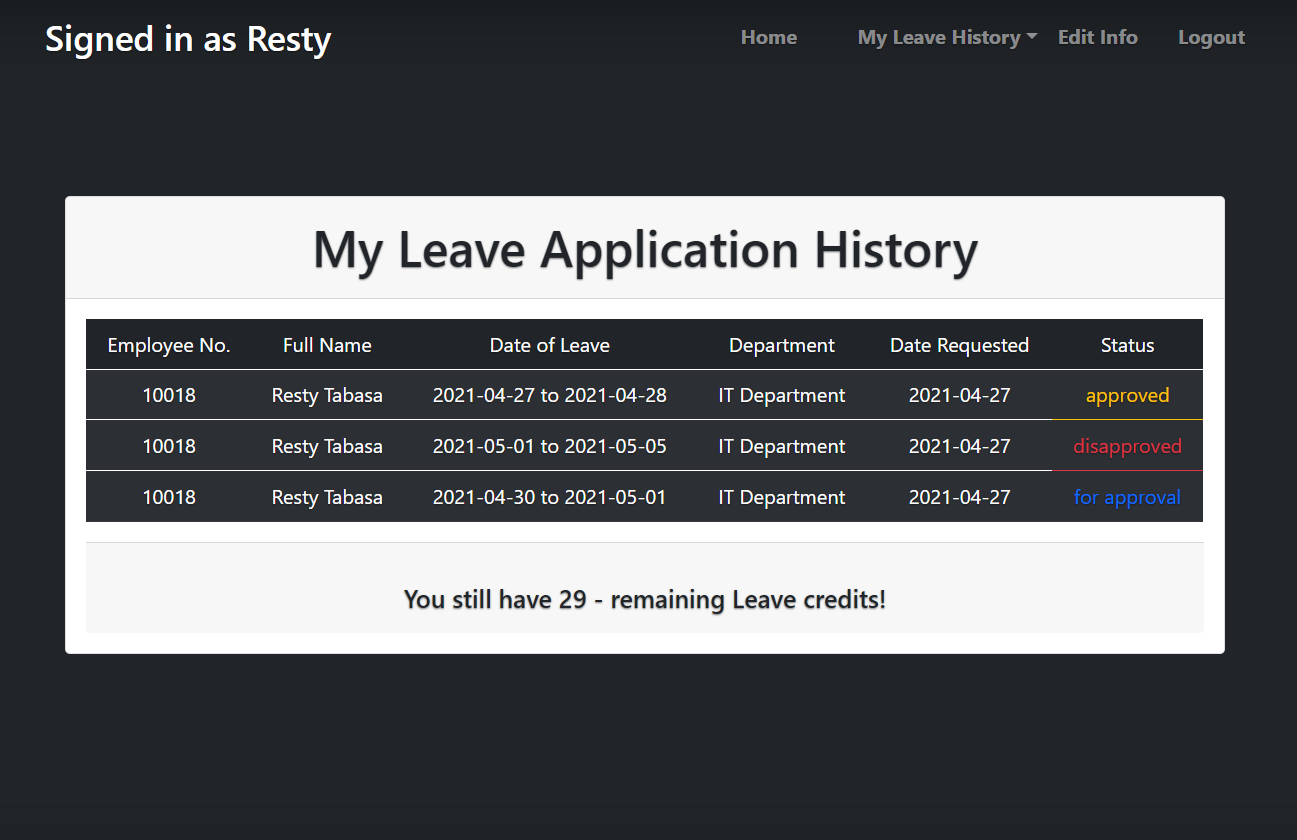 Signed in as Resty Home My Leave History Edit Info Logout
My Leave Application History
Employee No. Full Name Date of Leave Department Date Requested Status
10018 Resty Tabasa 2021-04-27 to 2021-04-28 IT Department 2021-04-27 approved
10018 Resty Tabasa 2021-05-01 to 2021-05-05 IT Department 2021-04-27 disapproved
10018 Resty Tabasa 2021-04-30 to 2021-05-01 IT Department 2021-04-27 for approval
You still have 29 - remaining Leave credits!